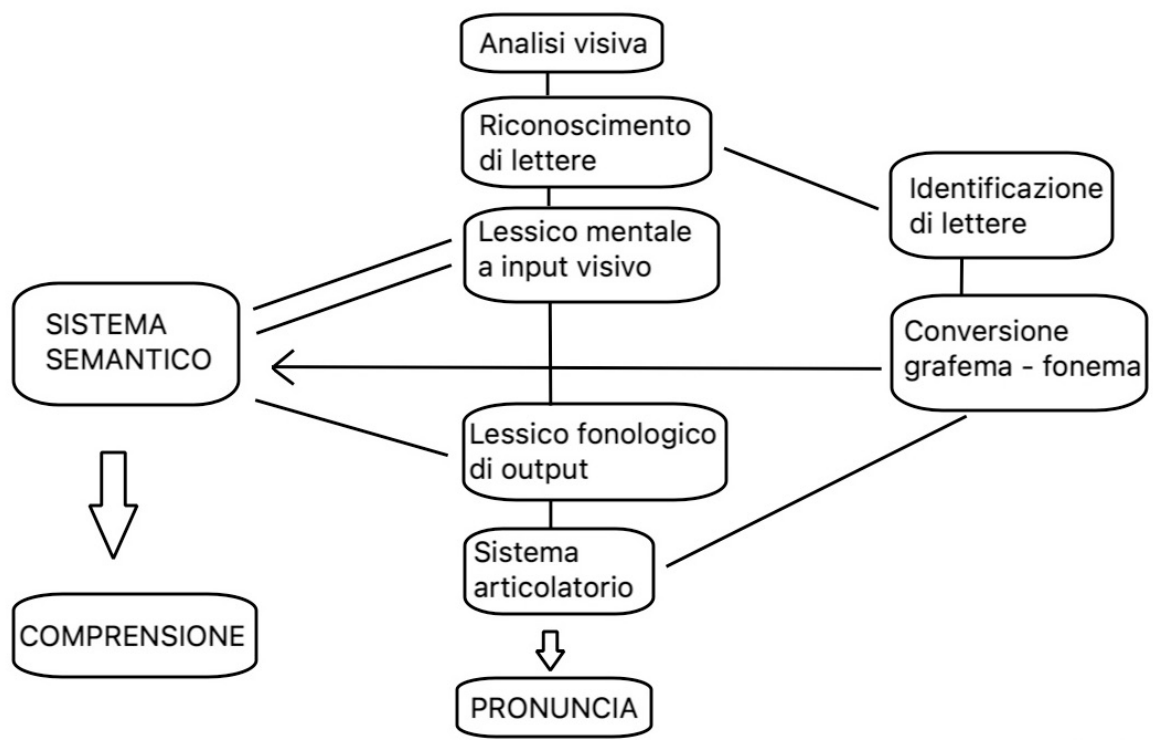 Analisi visiva
Riconoscimento
di lettere
Identificazione
di lettere
Lessico mentale
a input visivo
SISTEMA
SEMANTICO
Conversione
grafema - fonema
Lessico fonologico
di output
Sistema
articolatorio
COMPRENSIONE
PRONUNCIA